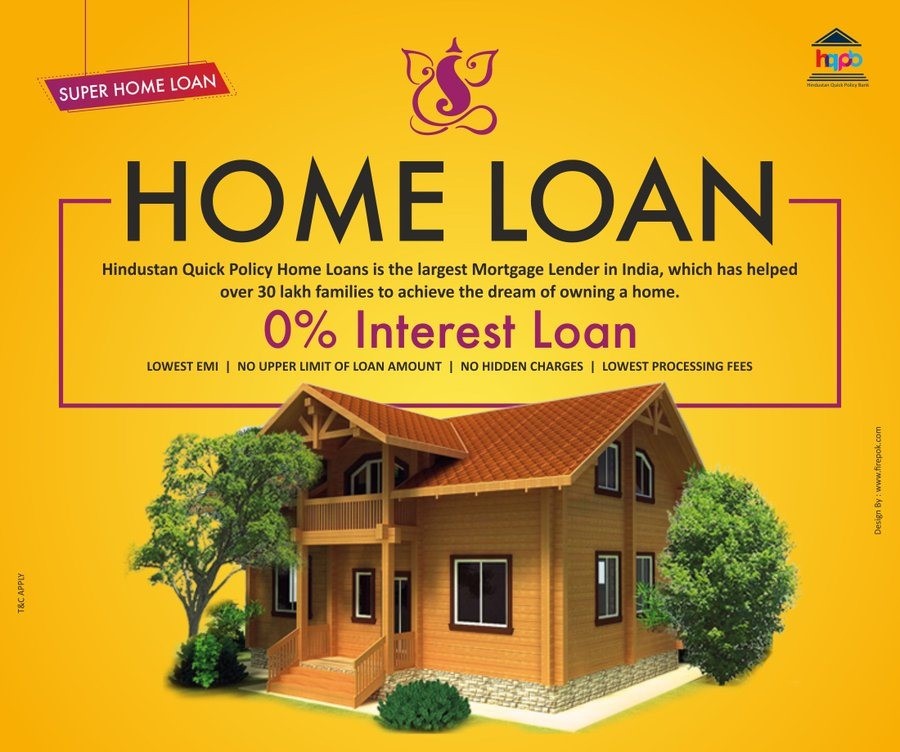 SUPER HOME LOAN
hqpb
Hindustan Quick Policy Bank
HOME LOAN
Hindustan Quick Policy Home Loans is the largest Mortgage Lender in India, which has helped
over 30 lakh families to achieve the dream of owning a home.
0% Interest Loan
LOWEST EMI | NO UPPER LIMIT OF LOAN AMOUNT | NO HIDDEN CHARGES | LOWEST PROCESSING FEES
Design By : www.firepok.com
T&C APPLY